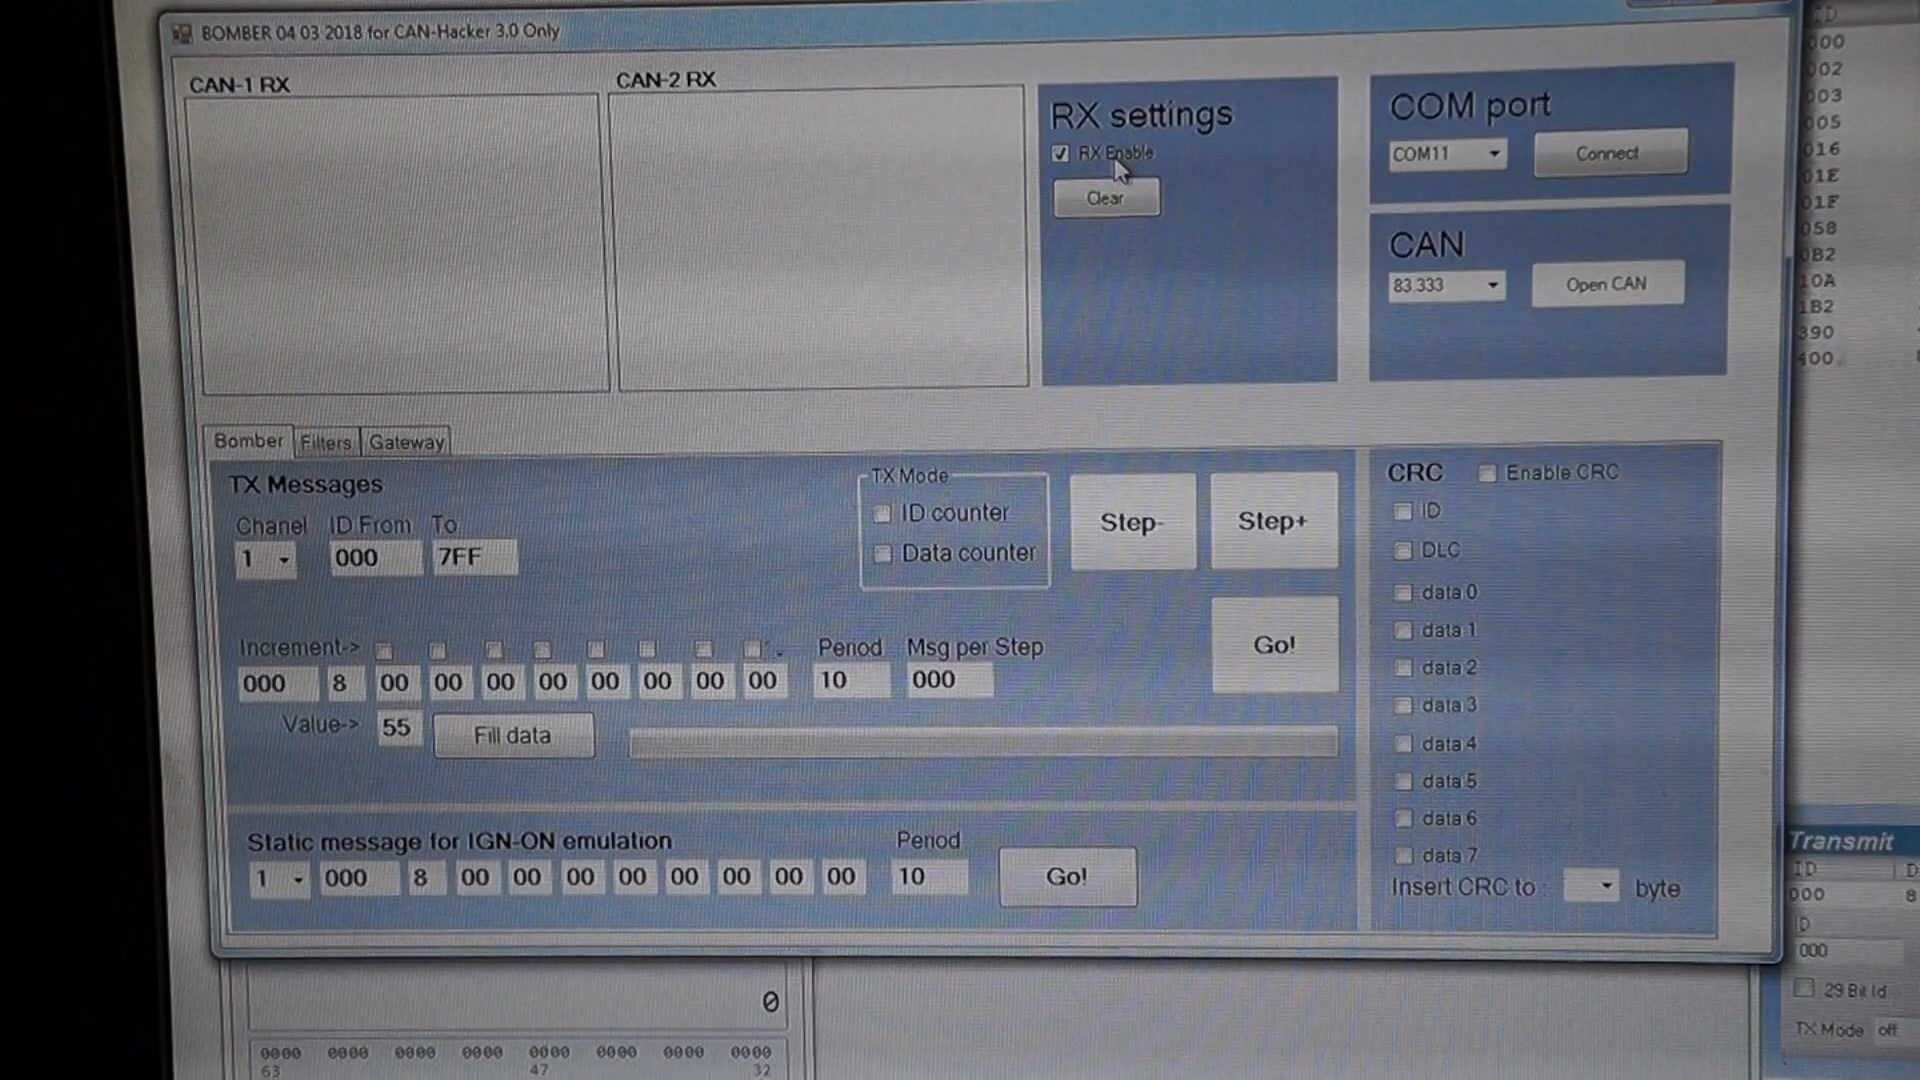 BOMBER 04 03 2018 for CAN-Hacker 3,0 Only
CAN-1 RX
CAN-2 RX
RX settings
RX Enable
Clear
COM port
COM11
Connect
CAN
83,333
Open CAN
ID
000
002
003
005
016
01E
01F
058
0B2
10A
1B2
390
400
Bomber
Filters
Gateway
TX Messages
Chanel ID From To
1 000 7FF
TX Mode
ID counter
Data counter
Step-
Step+
Go!
Increment->
Period
Msg per Step
000 8 00 00 00 00 00 00 00 00 10 000
Value-> 55
Fill data
Static message for IGN-ON emulation
Period
1 000 8 00 00 00 00 00 00 00 00 10
Go!
CRC
Enable CRC
ID
DLC
data 0
data 1
data 2
data 3
data 4
data 5
data 6
data 7
Insert CRC to : byte
0
0000 0000 0000 0000 0000 0000 0000 0000
63 47 32
Transmit
ID D
000 8
ID
000
29 Bit Id
TX Mode off